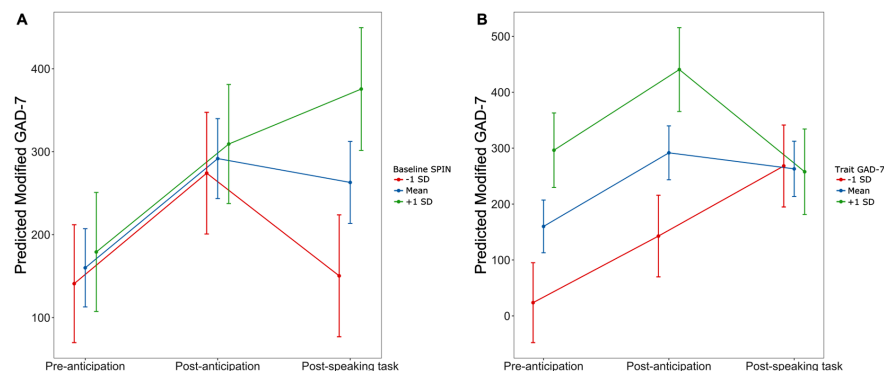 A
Predicted Modified GAD-7
400
300
200
100
Pre-anticipation
Post-anticipation
Post-speaking task
Baseline SPIN
-1 SD
Mean
+1 SD
B
Predicted Modified GAD-7
500
400
300
200
100
0
Pre-anticipation
Post-anticipation
Post-speaking task
Trait GAD-7
-1 SD
Mean
+1 SD